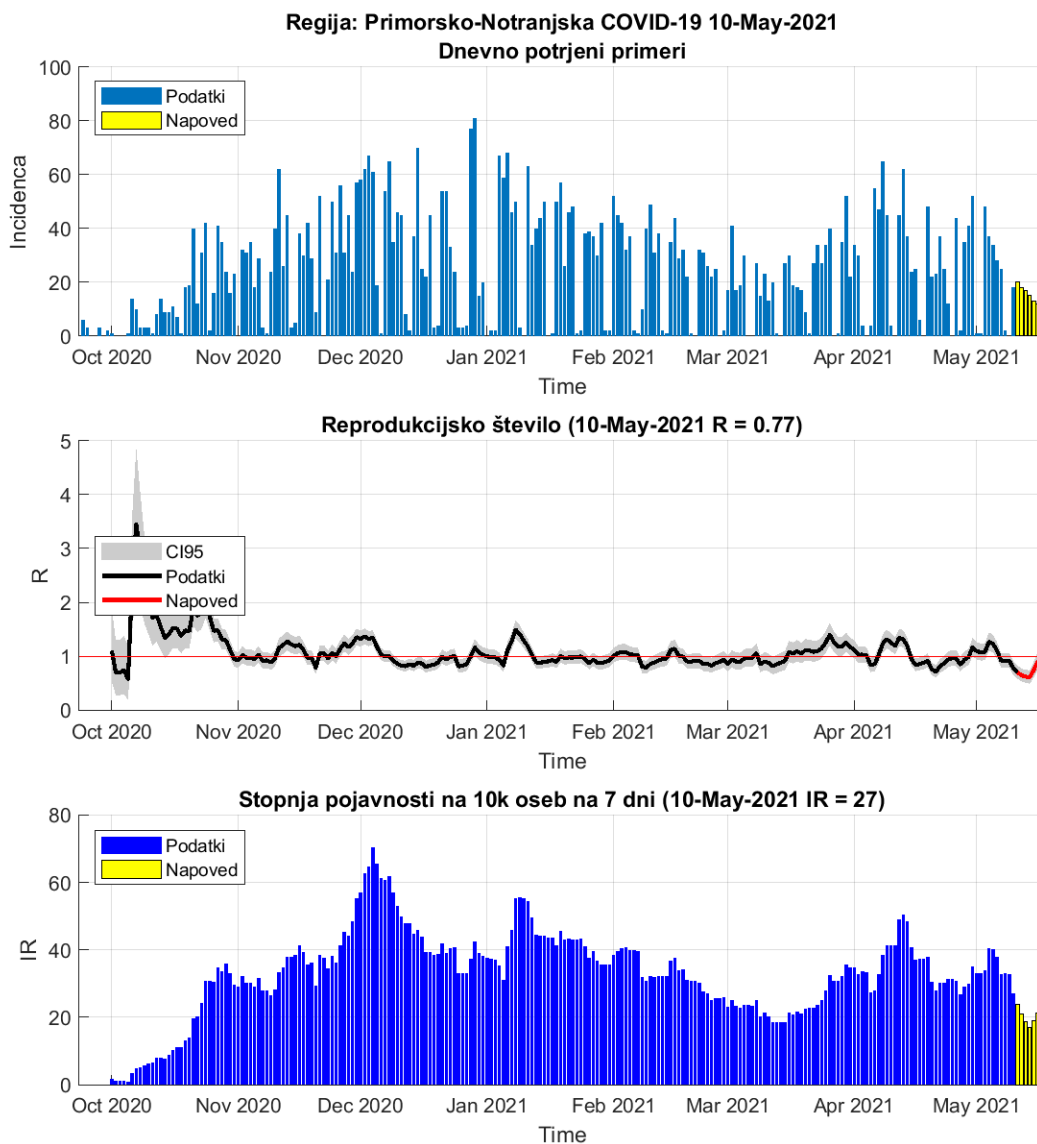 Regija: Primorsko-Notranjska COVID-19 10-May-2021
Dnevno potrjeni primeri
100
80
60
40
20
0
Incidenca
Podatki
Napoved
Oct 2020 Nov 2020 Dec 2020 Jan 2021 Feb 2021 Mar 2021 Apr 2021 May 2021
Time
Reprodukcijsko število (10-May-2021 R = 0.77)
5
4
3
2
1
0
R
CI95
Podatki
Napoved
Oct 2020 Nov 2020 Dec 2020 Jan 2021 Feb 2021 Mar 2021 Apr 2021 May 2021
Time
Stopnja pojavnosti na 10k oseb na 7 dni (10-May-2021 IR = 27)
80
60
40
20
0
IR
Podatki
Napoved
Oct 2020 Nov 2020 Dec 2020 Jan 2021 Feb 2021 Mar 2021 Apr 2021 May 2021
Time